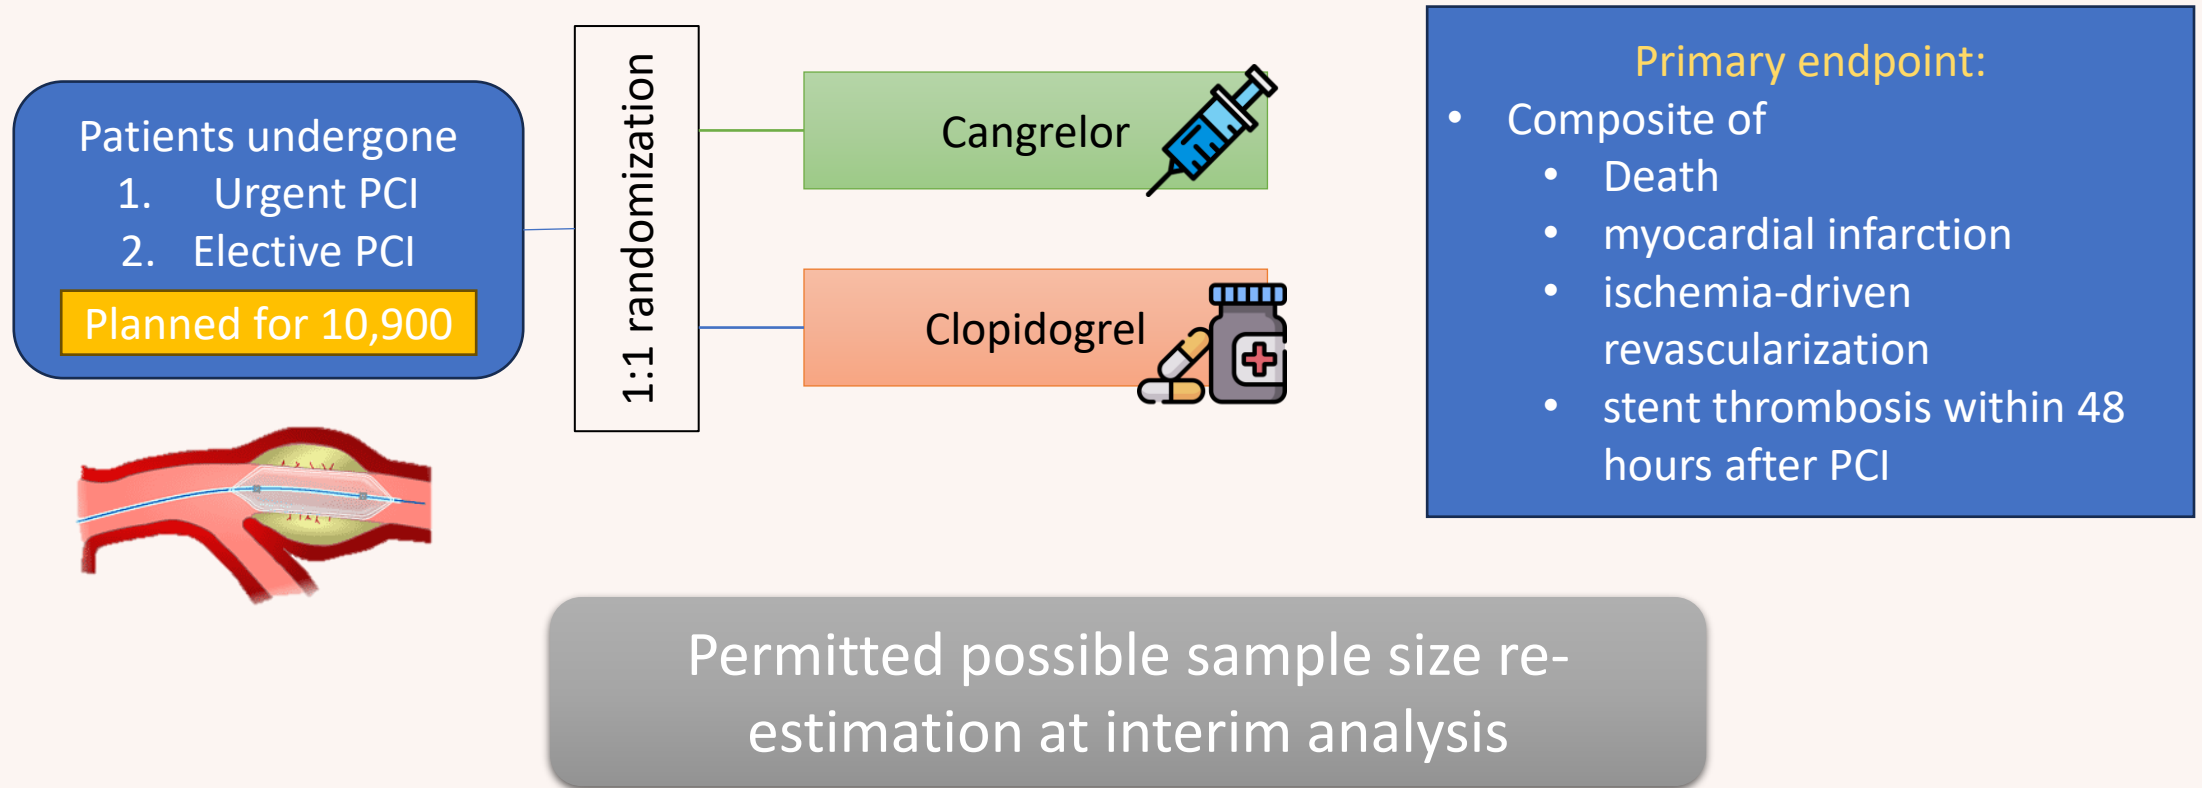 Patients undergone
1. Urgent PCI
2. Elective PCI
Planned for 10,900
1:1 randomization
Cangrelor
Clopidogrel
Primary endpoint:
• Composite of
• Death
• myocardial infarction
• ischemia-driven
revascularization
• stent thrombosis within 48
hours after PCI
Permitted possible sample size re-
estimation at interim analysis